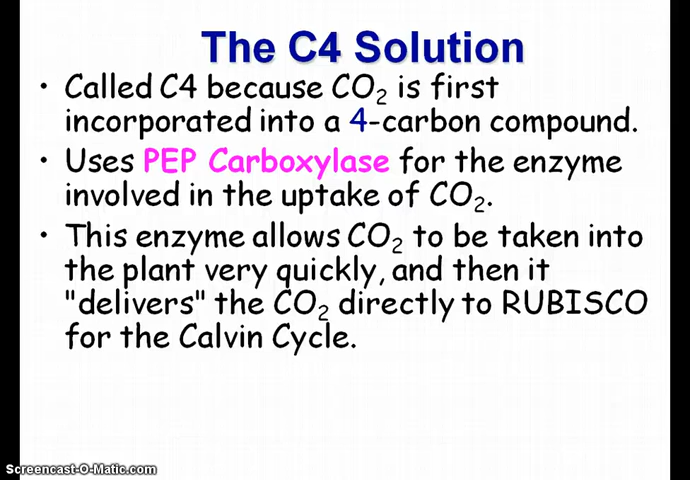 The C4 Solution
• Called C4 because CO₂ is first
incorporated into a 4-carbon compound.
• Uses PEP Carboxylase for the enzyme
involved in the uptake of CO₂.
• This enzyme allows CO₂ to be taken into
the plant very quickly, and then it
"delivers" the CO₂ directly to RUBISCO
for the Calvin Cycle.
Screencast-O-Matic.com